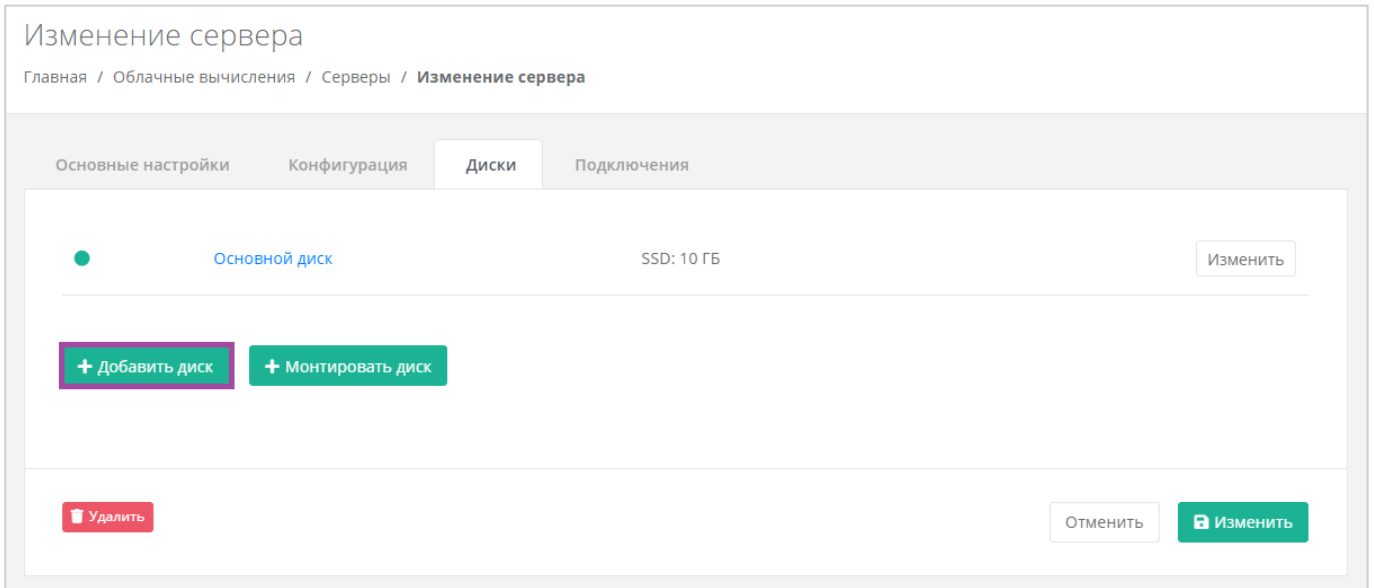 Изменение сервера
Главная / Облачные вычисления / Серверы / Изменение сервера
Основные настройки Конфигурация Диски Подключения
Основной диск SSD: 10 ГБ Изменить
+ Добавить диск + Монтировать диск
Удалить Отменить Изменить